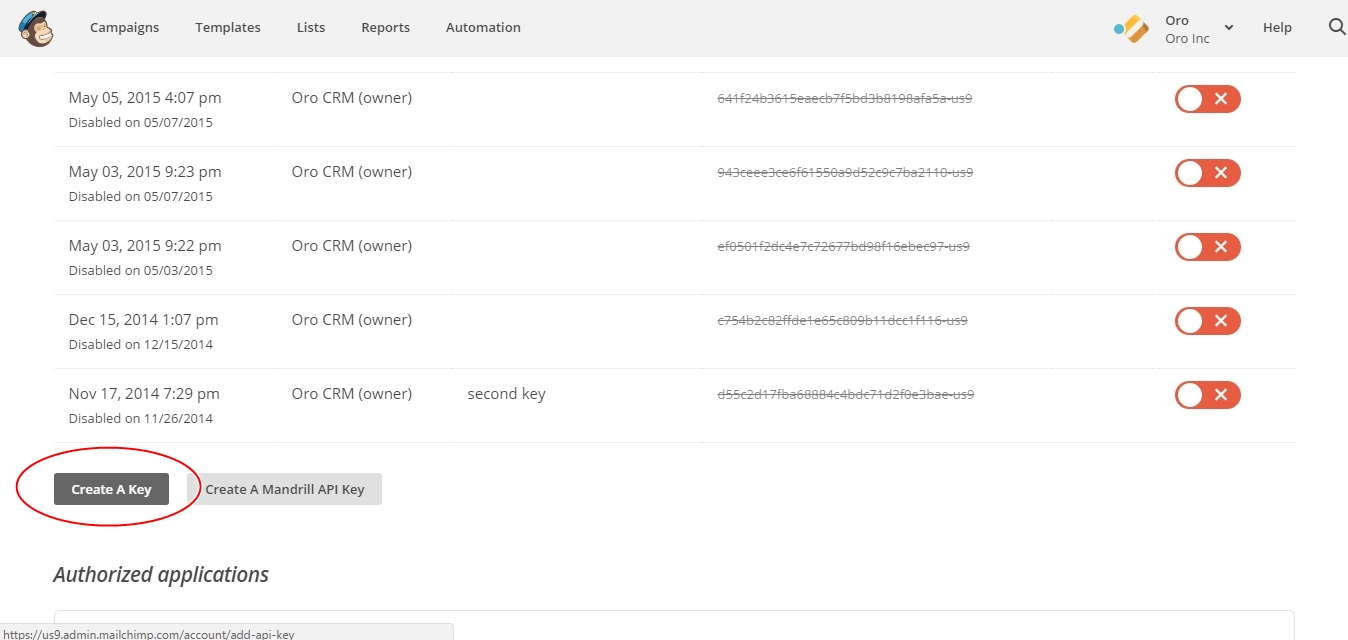 Campaigns Templates Lists Reports Automation Oro Help
Oro Inc
May 05, 2015 4:07 pm Oro CRM (owner) 641f24b3615eaecb7f5bd3b8198afa5a-us9
Disabled on 05/07/2015
May 03, 2015 9:23 pm Oro CRM (owner) 943ceee3ce6f61550a9d52c9c7ba2110-us9
Disabled on 05/07/2015
May 03, 2015 9:22 pm Oro CRM (owner) ef0501f2dc4e7c72677bd98f16ebec97-us9
Disabled on 05/03/2015
Dec 15, 2014 1:07 pm Oro CRM (owner) c754b2c82ffde1e65c809b11dcc1f116-us9
Disabled on 12/15/2014
Nov 17, 2014 7:29 pm Oro CRM (owner) second key d55c2d17fba68884c4bdc71d2f0e3bae-us9
Disabled on 11/26/2014
Create A Key Create A Mandrill API Key
Authorized applications
https://us9.admin.mailchimp.com/account/add-api-key